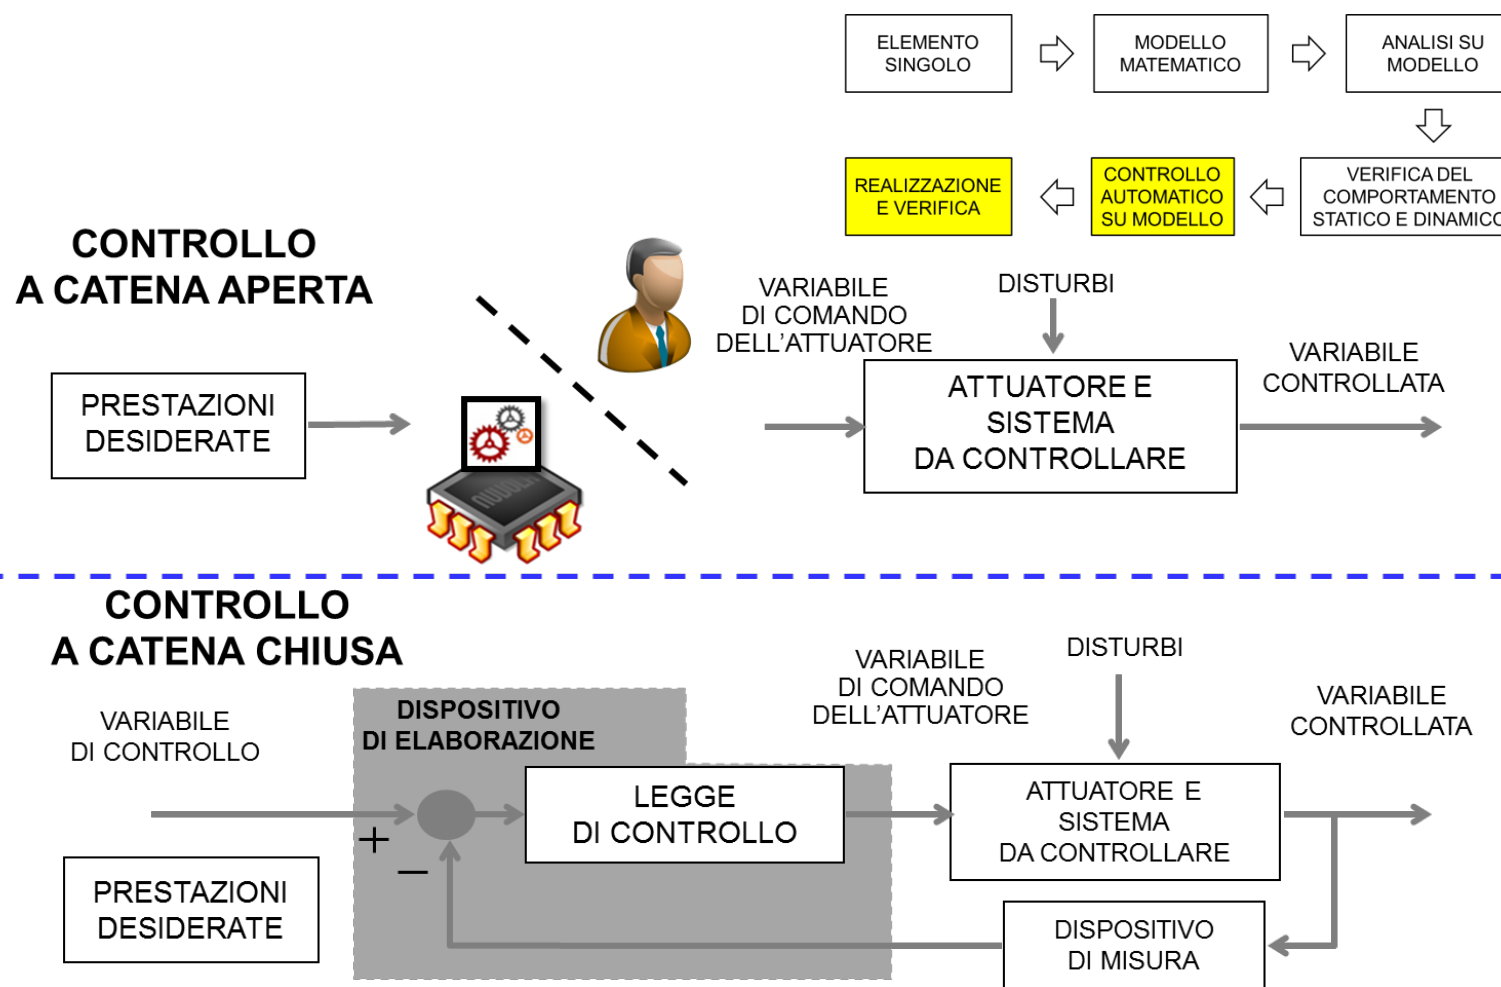 ELEMENTO
SINGOLO
MODELLO
MATEMATICO
ANALISI SU
MODELLO
REALIZZAZIONE
E VERIFICA
CONTROLLO
AUTOMATICO
SU MODELLO
VERIFICA DEL
COMPORTAMENTO
STATICO E DINAMICO
CONTROLLO
A CATENA APERTA
PRESTAZIONI
DESIDERATE
VARIABILE
DI COMANDO
DELL'ATTUATORE
DISTURBI
ATTUATORE E
SISTEMA
DA CONTROLLARE
VARIABILE
CONTROLLATA
CONTROLLO
A CATENA CHIUSA
VARIABILE
DI CONTROLLO
PRESTAZIONI
DESIDERATE
DISPOSITIVO
DI ELABORAZIONE
+
−
LEGGE
DI CONTROLLO
VARIABILE
DI COMANDO
DELL'ATTUATORE
DISTURBI
ATTUATORE E
SISTEMA
DA CONTROLLARE
VARIABILE
CONTROLLATA
DISPOSITIVO
DI MISURA